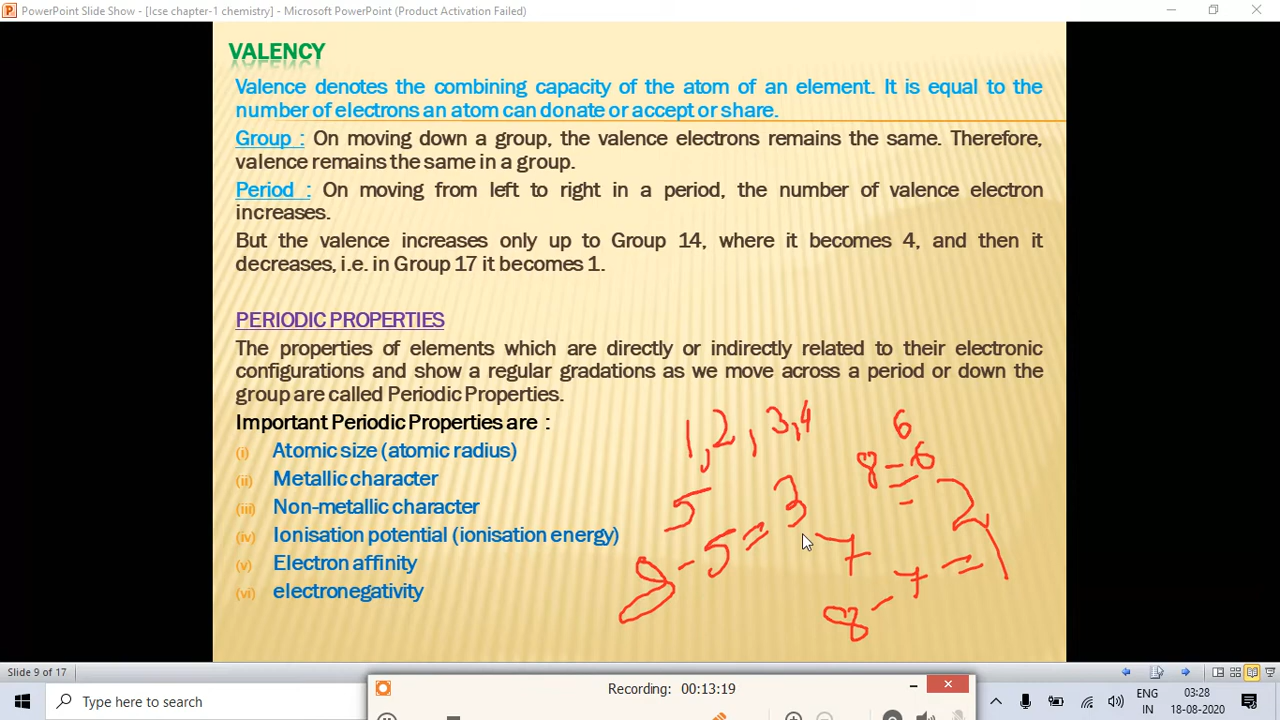 PowerPoint Slide Show - [Icse chapter-1 chemistry] - Microsoft PowerPoint (Product Activation Failed)
VALENCY
Valence denotes the combining capacity of the atom of an element. It is equal to the
number of electrons an atom can donate or accept or share.
Group : On moving down a group, the valence electrons remains the same. Therefore,
valence remains the same in a group.
Period : On moving from left to right in a period, the number of valence electron
increases.
But the valence increases only up to Group 14, where it becomes 4, and then it
decreases, i.e. in Group 17 it becomes 1.
PERIODIC PROPERTIES
The properties of elements which are directly or indirectly related to their electronic
configurations and show a regular gradations as we move across a period or down the
group are called Periodic Properties.
Important Periodic Properties are :
(i) Atomic size (atomic radius)
(ii) Metallic character
(iii) Non-metallic character
(iv) Ionisation potential (ionisation energy)
(v) Electron affinity
(vi) electronegativity
1, 2, 3, 4
5
8 - 5 = 3
6
8 - 6 = 2
7
8 - 7 = 1
Slide 9 of 17
Recording: 00:13:19
Type here to search
ENG
IN
03:28
18-08-2020